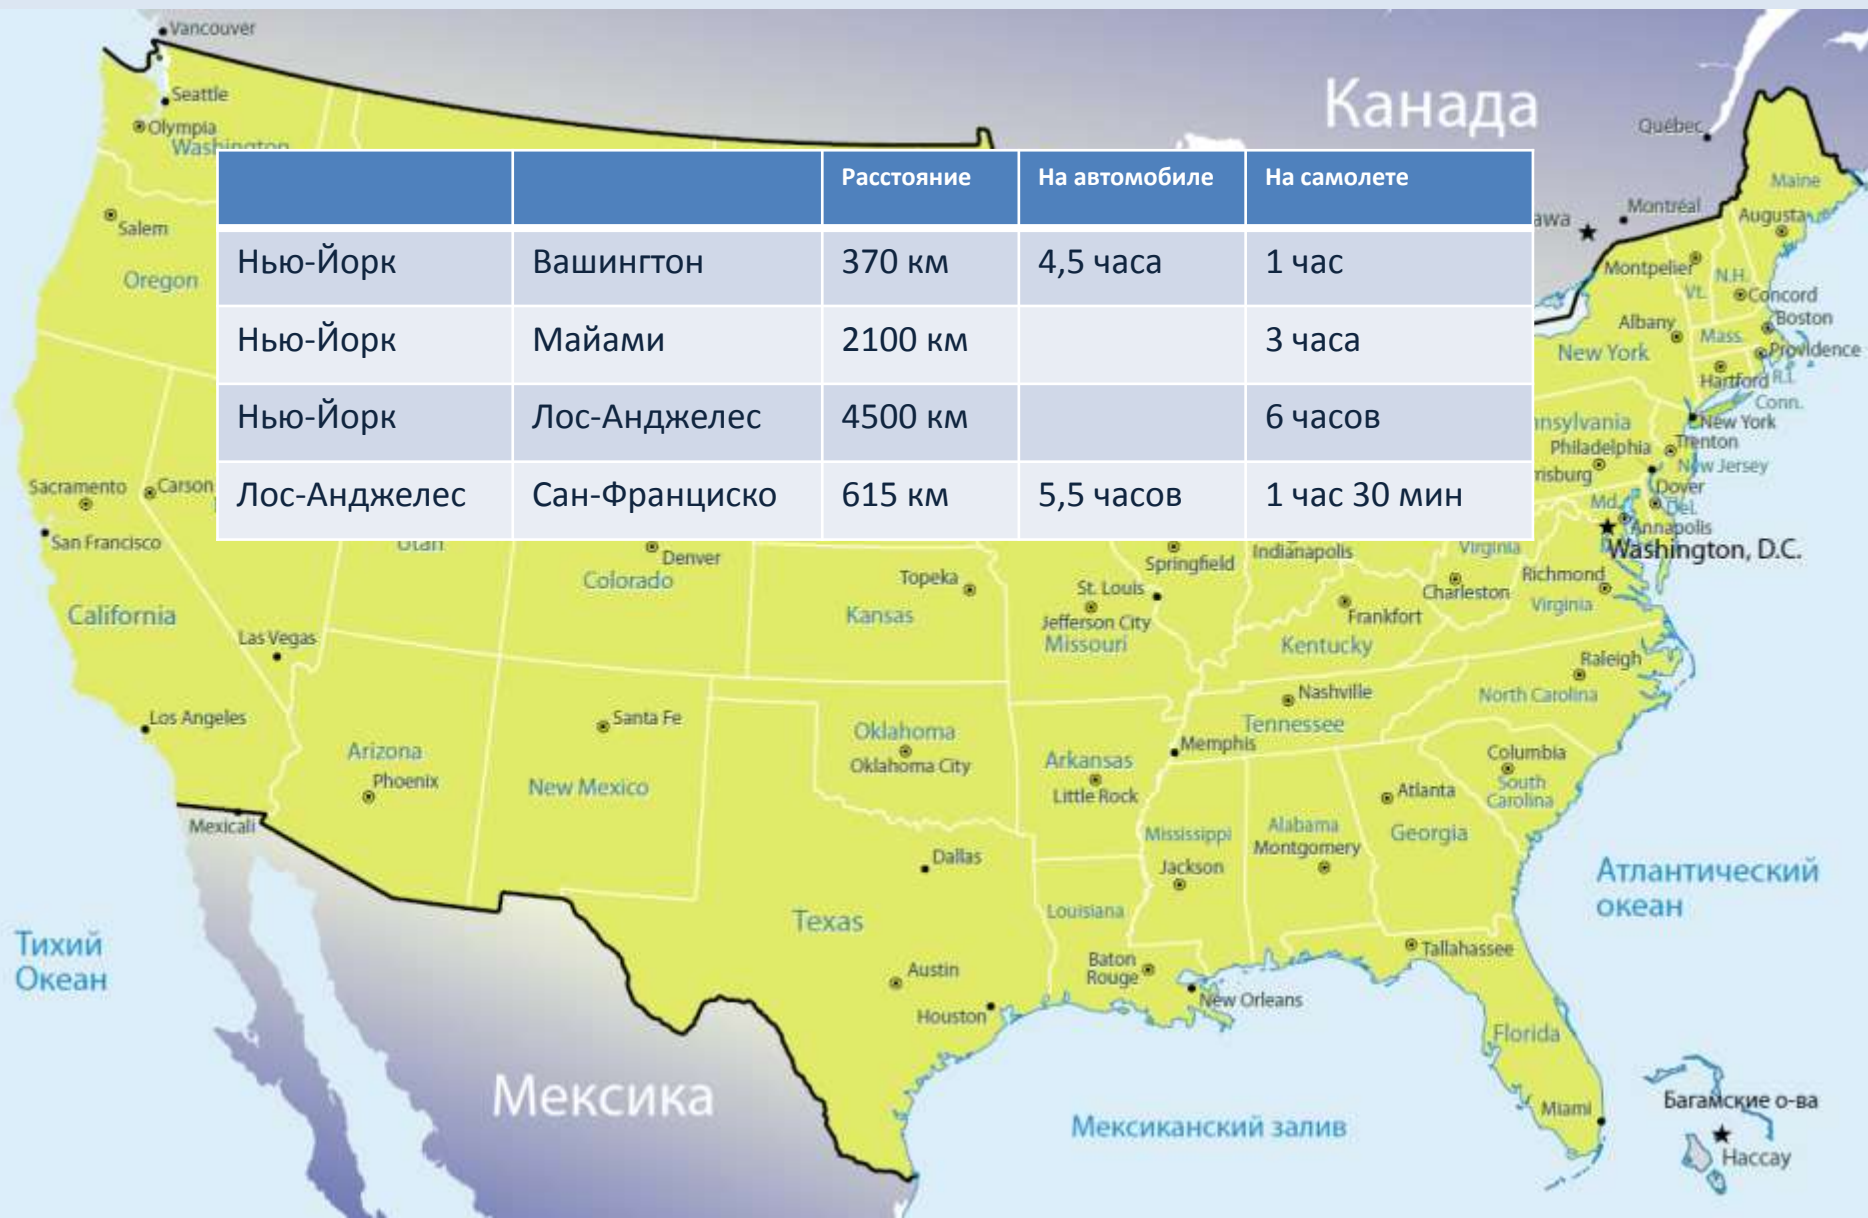 Vancouver
Seattle
Olympia
Washington
Канада
Québec
Расстояние На автомобиле На самолете
Maine
Salem
Montréal
Augusta
Нью-Йорк Вашингтон 370 км 4,5 часа 1 час
Oregon
Montpelier
N.H.
Vt.
Concord
Boston
Нью-Йорк Майами 2100 км 3 часа
Albany
Mass.
New York
Providence
Hartford
R.I.
Conn.
Нью-Йорк Лос-Анджелес 4500 км 6 часов
New York
Philadelphia
Trenton
New Jersey
Sacramento
Carson
Лос-Анджелес Сан-Франциско 615 км 5,5 часов 1 час 30 мин
Dover
Md.
Del.
Annapolis
San Francisco
Utah
Denver
Springfield
Indianapolis
Virginia
Washington, D.C.
Colorado
Topeka
St. Louis
Charleston
Richmond
California
Kansas
Jefferson City
Frankfort
Virginia
Las Vegas
Missouri
Kentucky
Raleigh
Los Angeles
Santa Fe
Nashville
North Carolina
Oklahoma
Tennessee
Arizona
Oklahoma City
Arkansas
Memphis
Columbia
Phoenix
New Mexico
Little Rock
Atlanta
South
Carolina
Mexicali
Mississippi
Alabama
Georgia
Montgomery
Dallas
Jackson
Атлантический
океан
Texas
Louisiana
Тихий
Океан
Austin
Baton
Rouge
Tallahassee
Houston
New Orleans
Florida
Мексика
Miami
Багамские о-ва
Мексиканский залив
Нассау